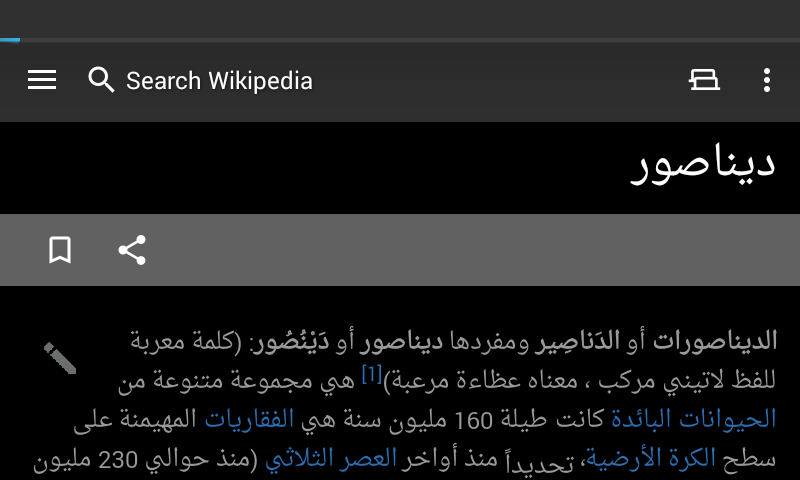 Search Wikipedia
ديناصور
الديناصورات أو الدَناصِير ومفردها ديناصور أو دَيْنُصُور: (كلمة معربة
للفظ لاتيني مركب ، معناه عظاءة مرعبة)[1] هي مجموعة متنوعة من
الحيوانات البائدة كانت طيلة 160 مليون سنة هي الفقاريات المهيمنة على
سطح الكرة الأرضية، تحديداً منذ أواخر العصر الثلاثي (منذ حوالي 230 مليون